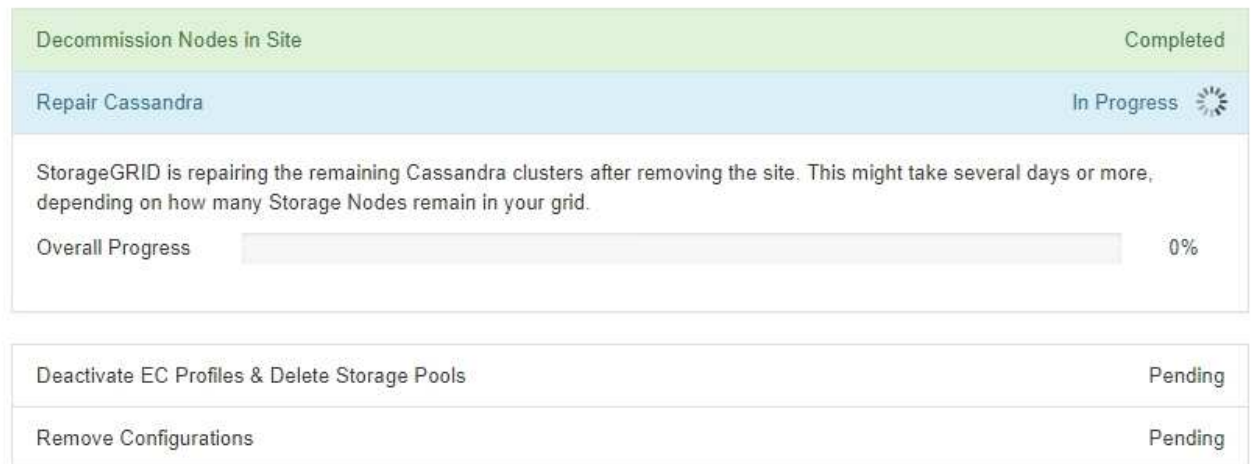 Decommission Nodes in Site Completed
Repair Cassandra In Progress
StorageGRID is repairing the remaining Cassandra clusters after removing the site. This might take several days or more,
depending on how many Storage Nodes remain in your grid.
Overall Progress 0%
Deactivate EC Profiles & Delete Storage Pools Pending
Remove Configurations Pending